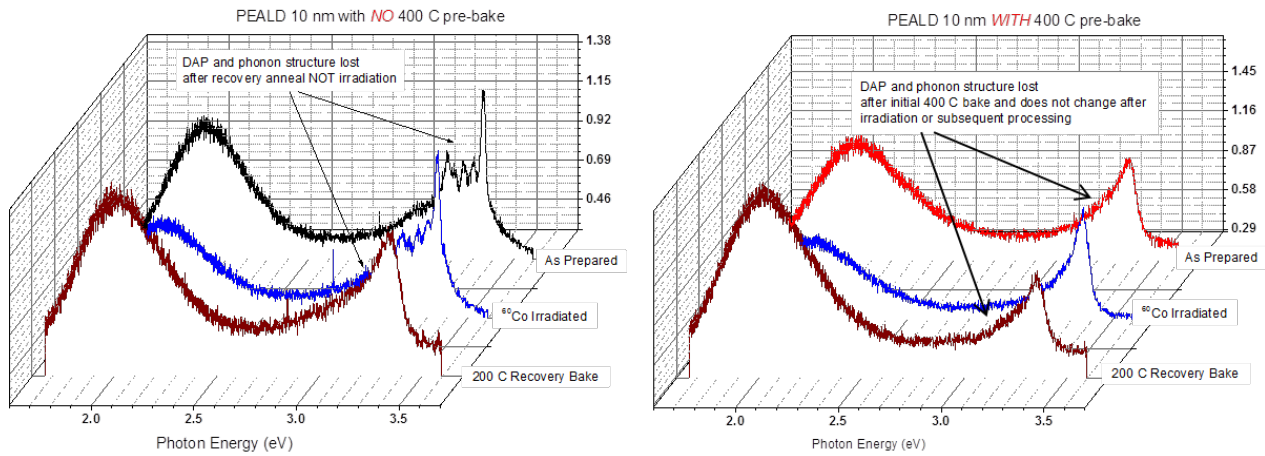 PEALD 10 nm with NO 400 C pre-bake
DAP and phonon structure lost
after recovery anneal NOT irradiation
1.38
1.15
0.92
0.69
0.46
As Prepared
60Co Irradiated
200 C Recovery Bake
2.0
2.5
3.0
3.5
Photon Energy (eV)
PEALD 10 nm WITH 400 C pre-bake
DAP and phonon structure lost
after initial 400 C bake and does not change after
irradiation or subsequent processing
1.45
1.16
0.87
0.58
0.29
As Prepared
60Co Irradiated
200 C Recovery Bake
2.0
2.5
3.0
3.5
Photon Energy (eV)